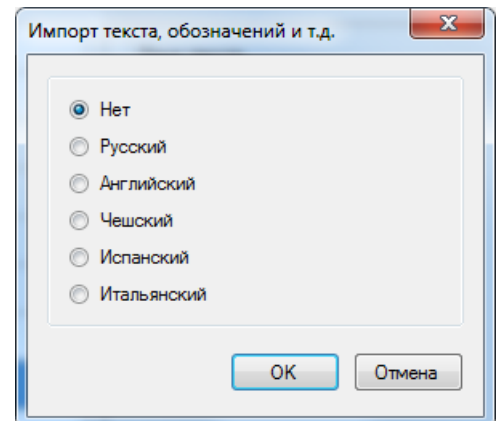 Импорт текста, обозначений и т.д.
Нет
Русский
Английский
Чешский
Испанский
Итальянский
OK
Отмена